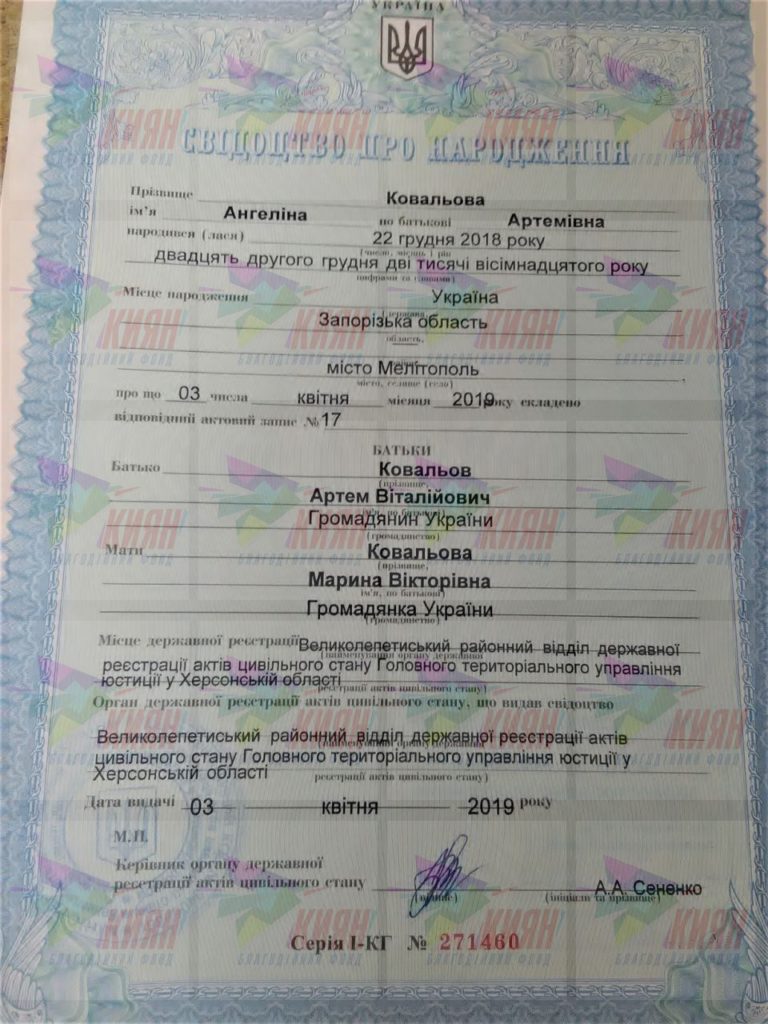 УКРАЇНА
СВІДОЦТВО ПРО НАРОДЖЕННЯ
Прізвище Ковальова
ім'я Ангеліна по батькові Артемівна
народився (лася) 22 грудня 2018 року
(число, місяць і рік
двадцять другого грудня дві тисячі вісімнадцятого року
цифрами та словами)
Місце народження Україна
держава
Запорізька область
область,
місто Мелітополь
місто, селище (село)
про що 03 числа квітня місяця 2019 року складено
відповідний актовий запис № 17
БАТЬКИ
Батько Ковальов
(прізвище,
Артем Віталійович
ім'я, по батькові)
Громадянин України
(громадянство)
Мати Ковальова
(прізвище,
Марина Вікторівна
ім'я, по батькові)
Громадянка України
(громадянство)
Місце державної реєстрації Великолепетиський районний відділ державної
(найменування органу державної
реєстрації актів цивільного стану Головного територіального управління
юстиції у Херсонській області
реєстрації актів цивільного стану)
Орган державної реєстрації актів цивільного стану, що видав свідоцтво
Великолепетиський районний відділ державної реєстрації актів
(найменування органу державної
цивільного стану Головного територіального управління юстиції у
Херсонській області
реєстрації актів цивільного стану)
Дата видачі 03 квітня 2019 року
М.П.
Керівник органу державної
реєстрації актів цивільного стану А.А. Сененко
(підпис) (ініціали та прізвище)
Серія І-КГ № 271460
КИЯН
БЛАГОДІЙНИЙ ФОНД